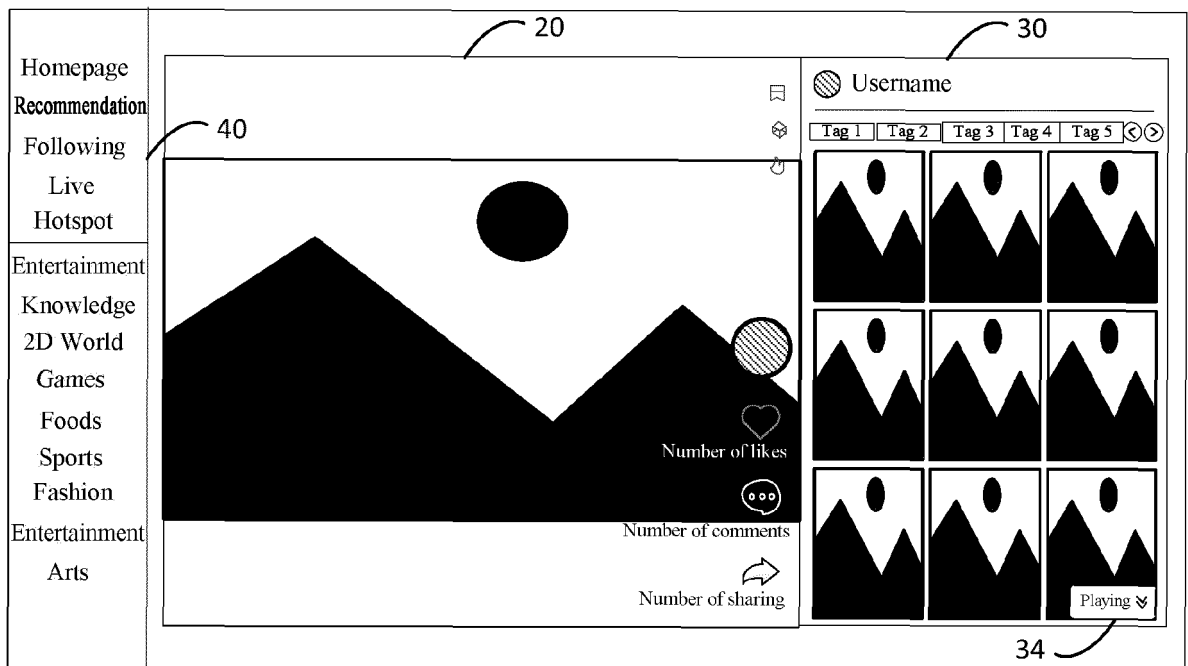 20
30
Homepage
Recommendation
Following
Live
Hotspot
Entertainment
Knowledge
2D World
Games
Foods
Sports
Fashion
Entertainment
Arts
40
Number of likes
Number of comments
Number of sharing
Username
Tag 1 Tag 2 Tag 3 Tag 4 Tag 5
Playing
34